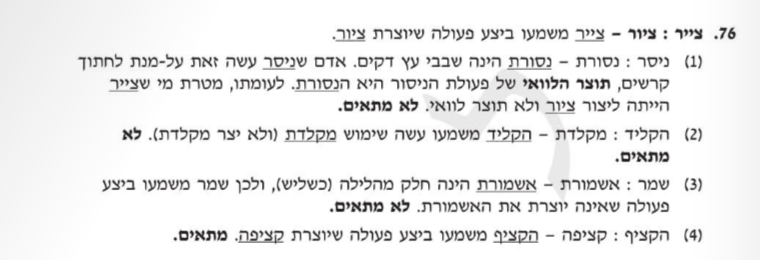 76. צייר : ציור – צייר משמעו ביצע פעולה שיוצרת ציור.
(1) ניסר : נסורת – נסורת הינה שבבי עץ דקים. אדם שניסר עשה זאת על-מנת לחתוך
קרשים, תוצר הלוואי של פעולת הניסור היא הנסורת. לעומתו, מטרת מי שצייר
הייתה ליצור ציור ולא תוצר לוואי. לא מתאים.
(2) הקליד : מקלדת – הקליד משמעו עשה שימוש מקלדת (ולא יצר מקלדת). לא
מתאים.
(3) שמר : אשמורת – אשמורת הינה חלק מהלילה (כשליש), ולכן שמר משמעו ביצע
פעולה שאינה יוצרת את האשמורת. לא מתאים.
(4) הקציף : קציפה – הקציף משמעו ביצע פעולה שיוצרת קציפה. מתאים.